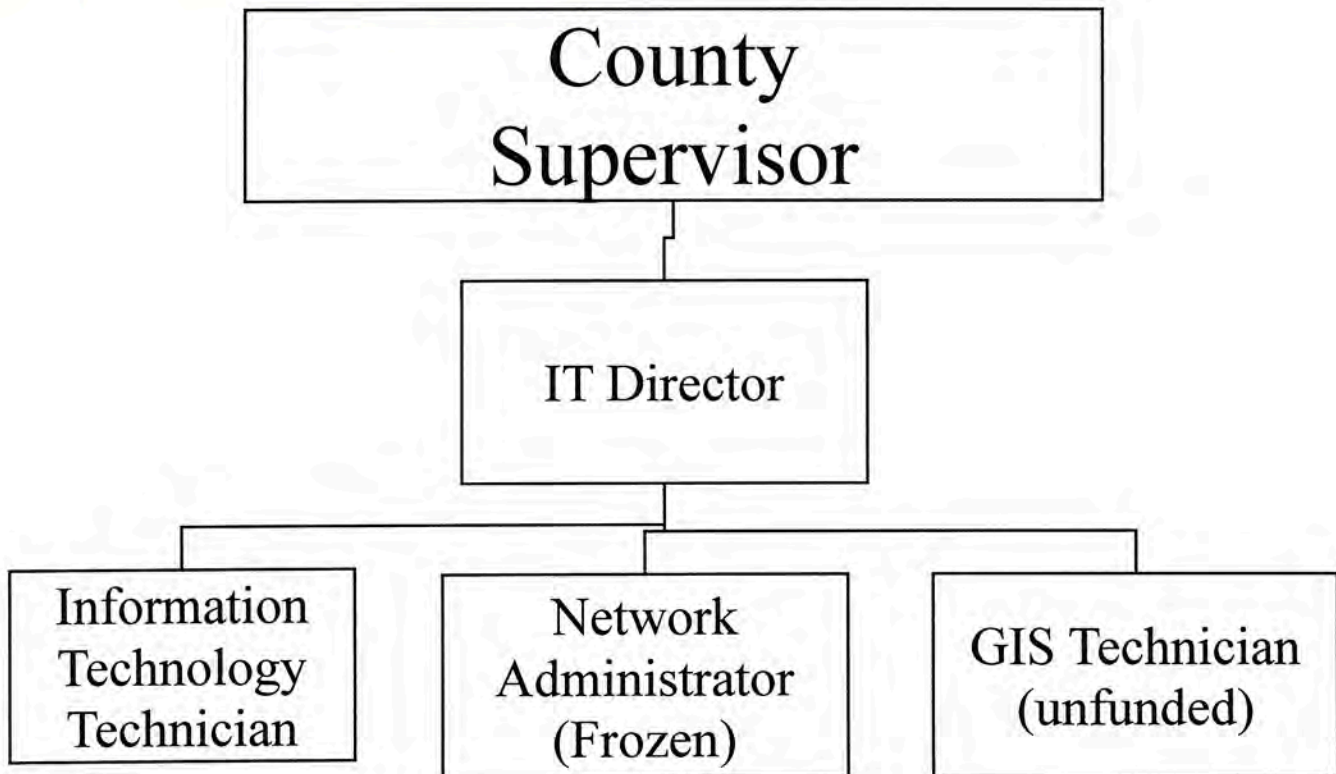 County
Supervisor
IT Director
Information
Technology
Technician
Network
Administrator
(Frozen)
GIS Technician
(unfunded)